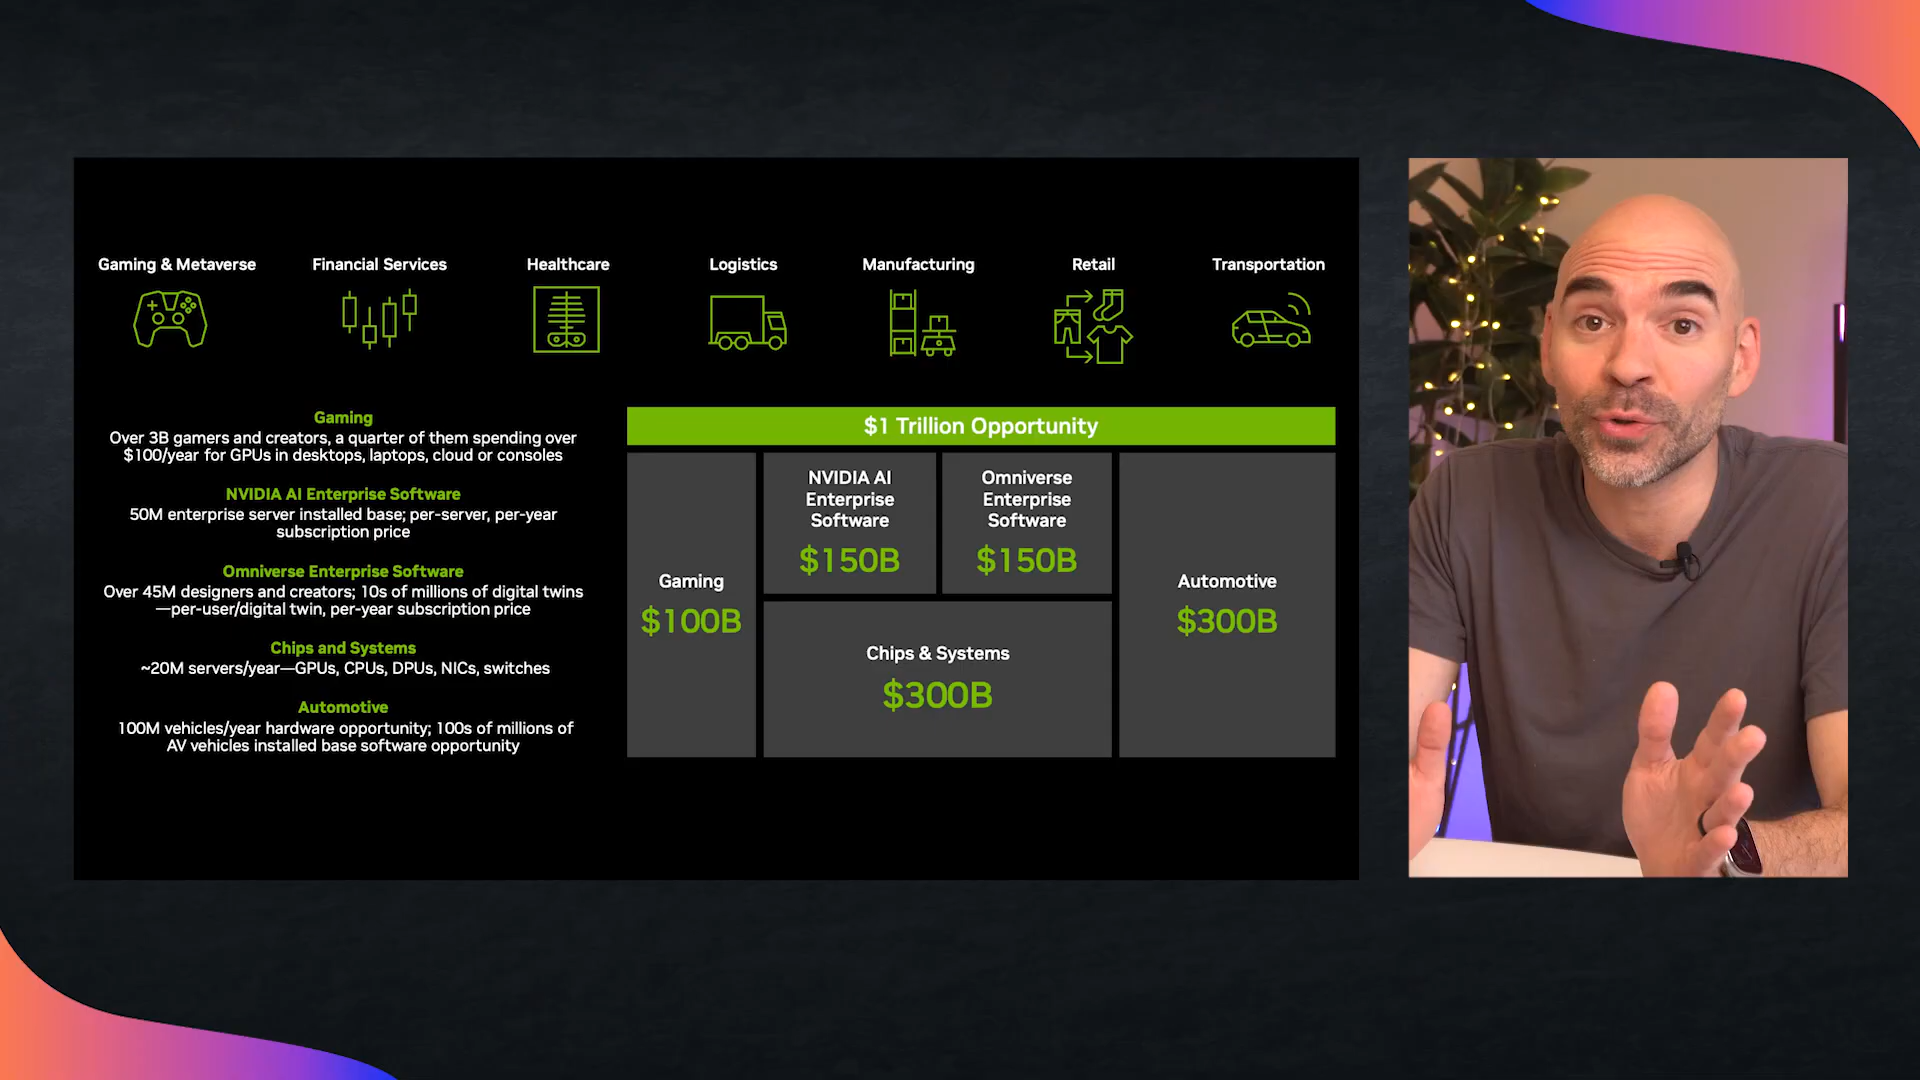 Gaming & Metaverse
Financial Services
Healthcare
Logistics
Manufacturing
Retail
Transportation
Gaming
Over 3B gamers and creators, a quarter of them spending over
$100/year for GPUs in desktops, laptops, cloud or consoles
NVIDIA AI Enterprise Software
50M enterprise server installed base; per-server, per-year
subscription price
Omniverse Enterprise Software
Over 45M designers and creators; 10s of millions of digital twins
—per-user/digital twin, per-year subscription price
Chips and Systems
~20M servers/year—GPUs, CPUs, DPUs, NICs, switches
Automotive
100M vehicles/year hardware opportunity; 100s of millions of
AV vehicles installed base software opportunity
$1 Trillion Opportunity
Gaming
$100B
NVIDIA AI
Enterprise
Software
$150B
Omniverse
Enterprise
Software
$150B
Chips & Systems
$300B
Automotive
$300B